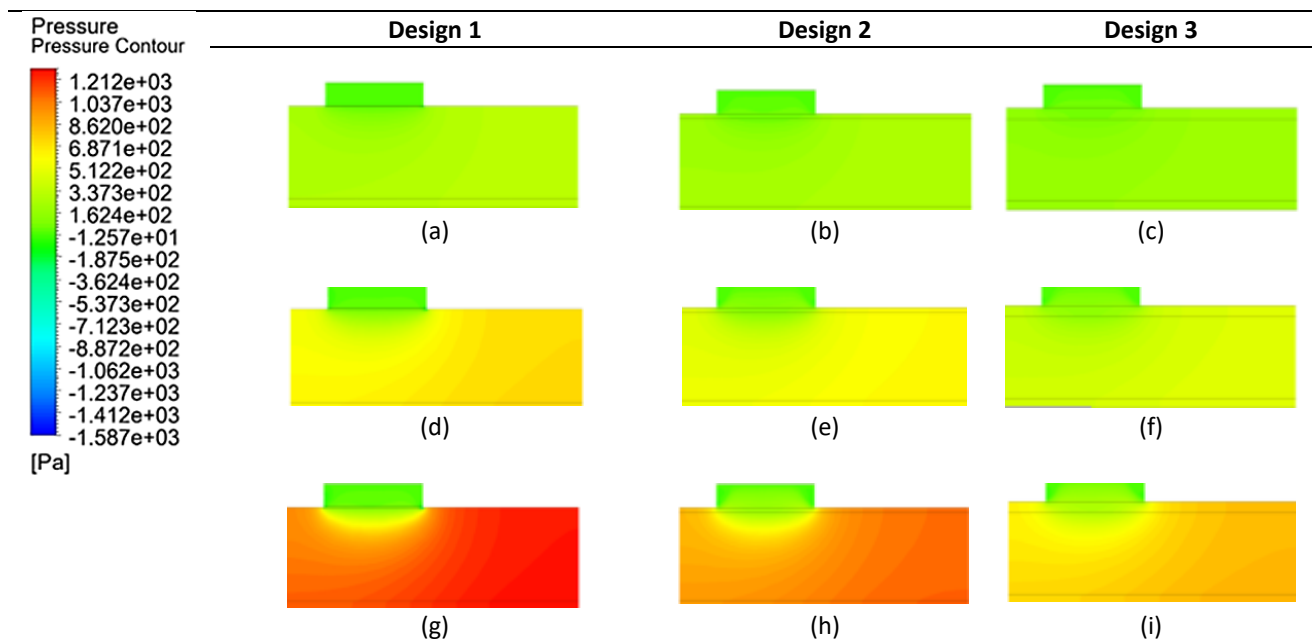 Pressure
Pressure Contour
1.212e+03
1.037e+03
8.620e+02
6.871e+02
5.122e+02
3.373e+02
1.624e+02
-1.257e+01
-1.875e+02
-3.624e+02
-5.373e+02
-7.123e+02
-8.872e+02
-1.062e+03
-1.237e+03
-1.412e+03
-1.587e+03
[Pa]
Design 1 Design 2 Design 3
(a) (b) (c)
(d) (e) (f)
(g) (h) (i)